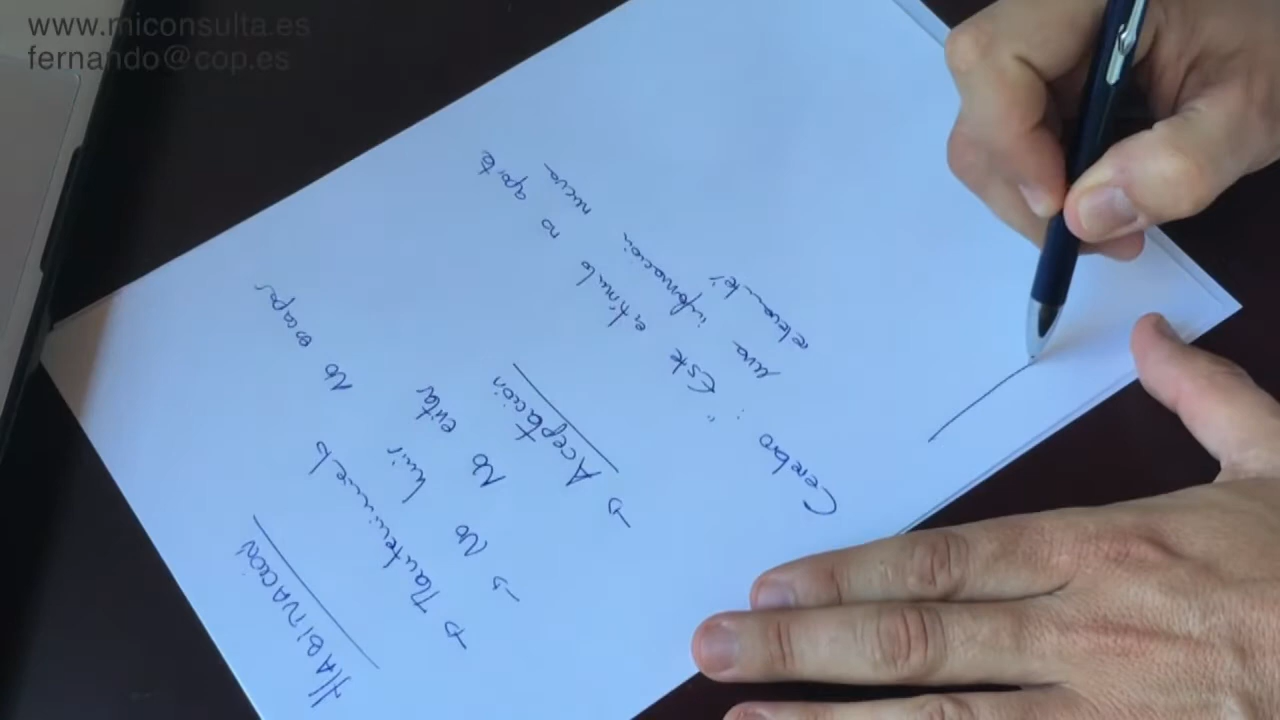 www.miconsulta.es
fernando@cop.es
HABITUACIÓN
→ Mantenimiento No escapar
→ No huir
No evitar
→ Aceptación
Cerebro : "Este estímulo no aporta
una información nueva
relevante"